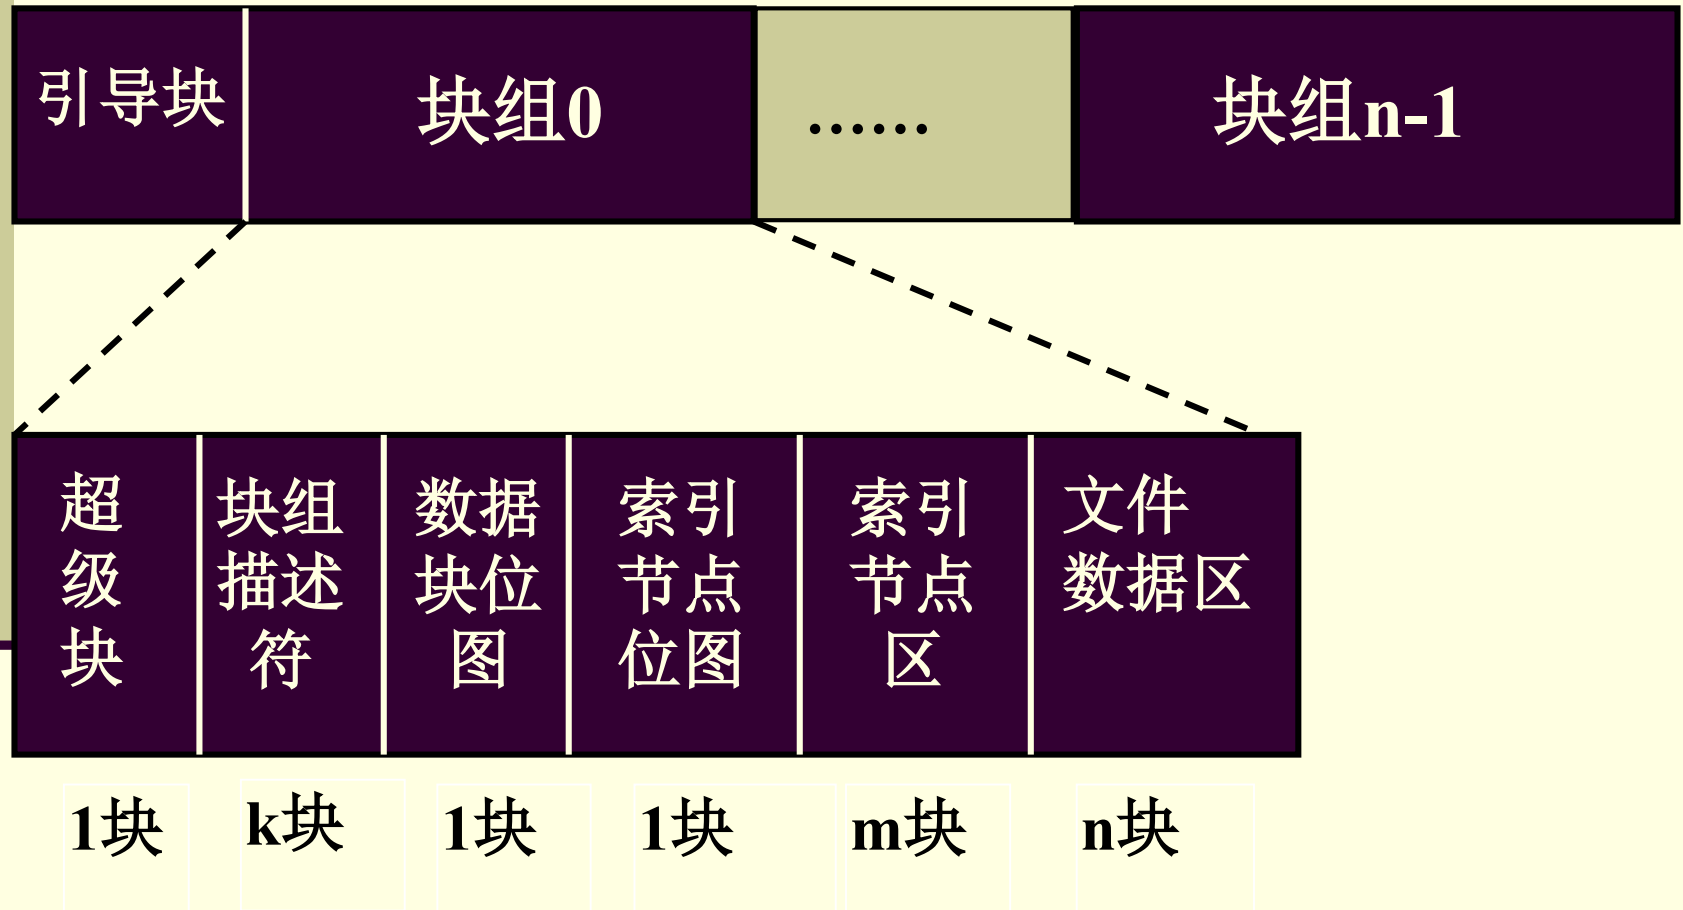 引导块
块组0
……
块组n-1
超
级
块
块组
描述
符
数据
块位
图
索引
节点
位图
索引
节点
区
文件
数据区
1块
k块
1块
1块
m块
n块